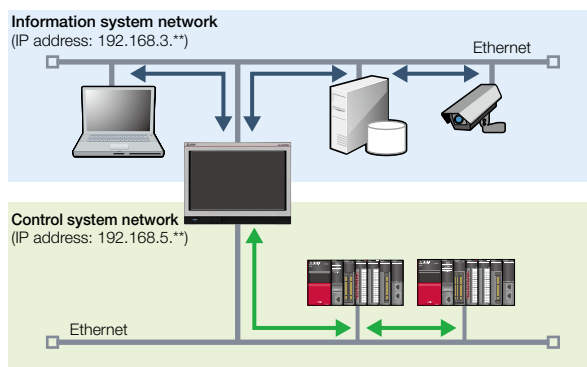 Information system network
(IP address: 192.168.3.**)
Ethernet
Control system network
(IP address: 192.168.5.**)
Ethernet